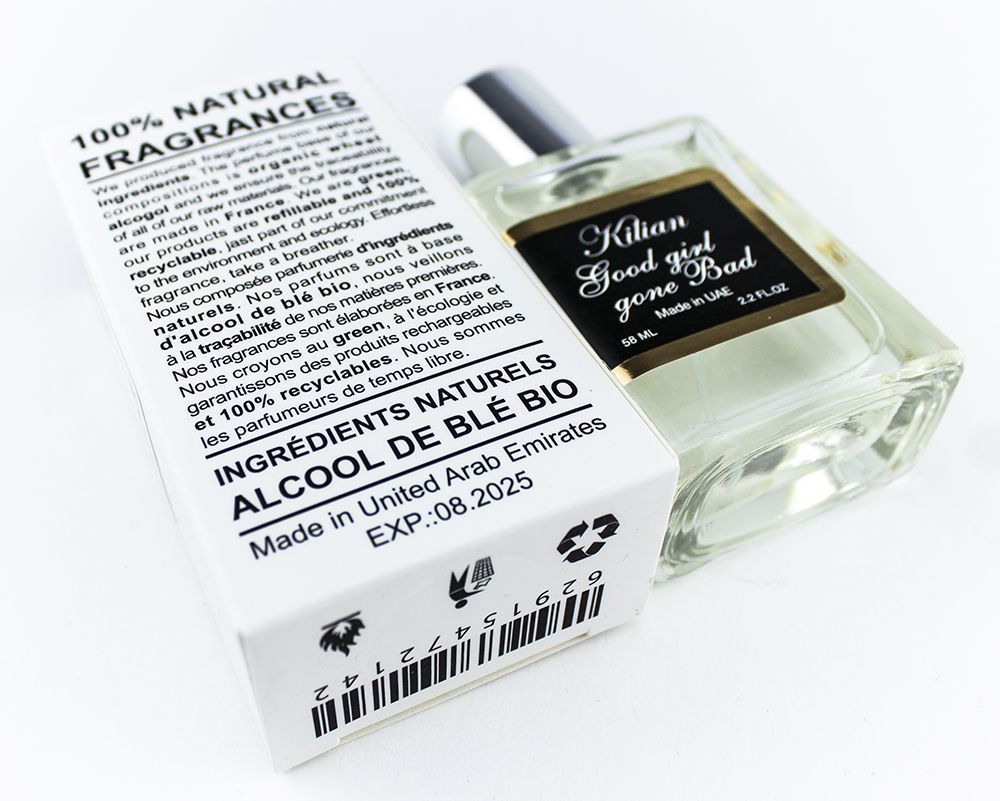 100% NATURAL
FRAGRANCES
We produced fragrance from natural
ingredients. The perfume base of our
compositions is organic wheat
alcogol and we ensure the traceability
of all of our raw materials. Our fragrances
are made in France. We are green,
our products are refillable and 100%
recyclable, jast part of our commitment
to the environment and ecology. Effortless
fragrance, take a breather.
Nous composée parfumerie d'ingrédients
naturels. Nos parfums sont à base
d'alcool de blé bio, nous veillons
à la traçabilité de nos matières premières.
Nos fragrances sont élaborées en France.
Nous croyons au green, à l'écologie et
garantissons des produits rechargeables
et 100% recyclables. Nous sommes
les parfumeurs de temps libre.
INGRÉDIENTS NATURELS
ALCOOL DE BLÉ BIO
Made in United Arab Emirates
EXP.:08.2025
629154721 42
Kilian
Good girl
gone Bad
Made in UAE
58 ML 2.2 FL.OZ